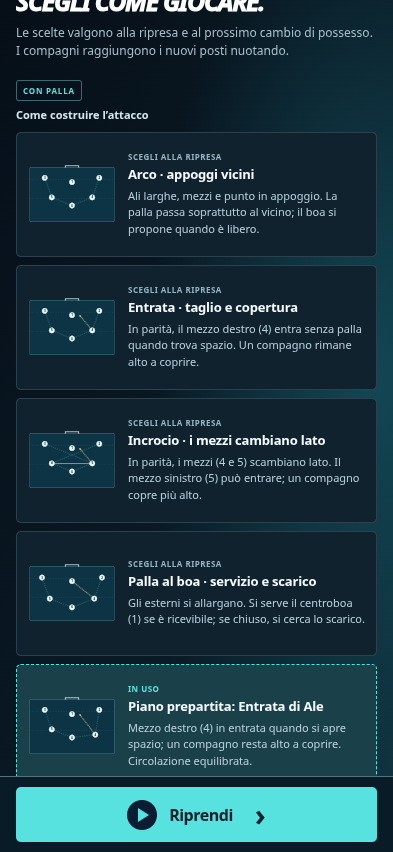 SCEGLI COME GIOCARE.
Le scelte valgono alla ripresa e al prossimo cambio di possesso.
I compagni raggiungono i nuovi posti nuotando.
CON PALLA
Come costruire l'attacco
SCEGLI ALLA RIPRESA
Arco · appoggi vicini
Ali larghe, mezzi e punto in appoggio. La
palla passa soprattutto al vicino; il boa si
propone quando è libero.
SCEGLI ALLA RIPRESA
Entrata · taglio e copertura
In parità, il mezzo destro (4) entra senza palla
quando trova spazio. Un compagno rimane
alto a coprire.
SCEGLI ALLA RIPRESA
Incrocio · i mezzi cambiano lato
In parità, i mezzi (4 e 5) scambiano lato. Il
mezzo sinistro (5) può entrare; un compagno
copre più alto.
SCEGLI ALLA RIPRESA
Palla al boa · servizio e scarico
Gli esterni si allargano. Si serve il centroboa
(1) se è ricevibile; se chiuso, si cerca lo scarico.
IN USO
Piano prepartita: Entrata di Ale
Mezzo destro (4) in entrata quando si apre
spazio; un compagno resta alto a coprire.
Circolazione equilibrata.
Riprendi